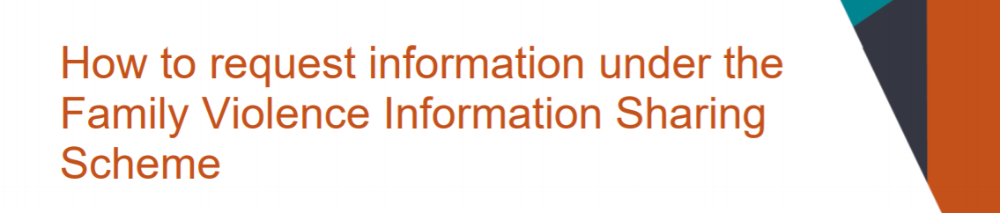 How to request information under the
Family Violence Information Sharing
Scheme